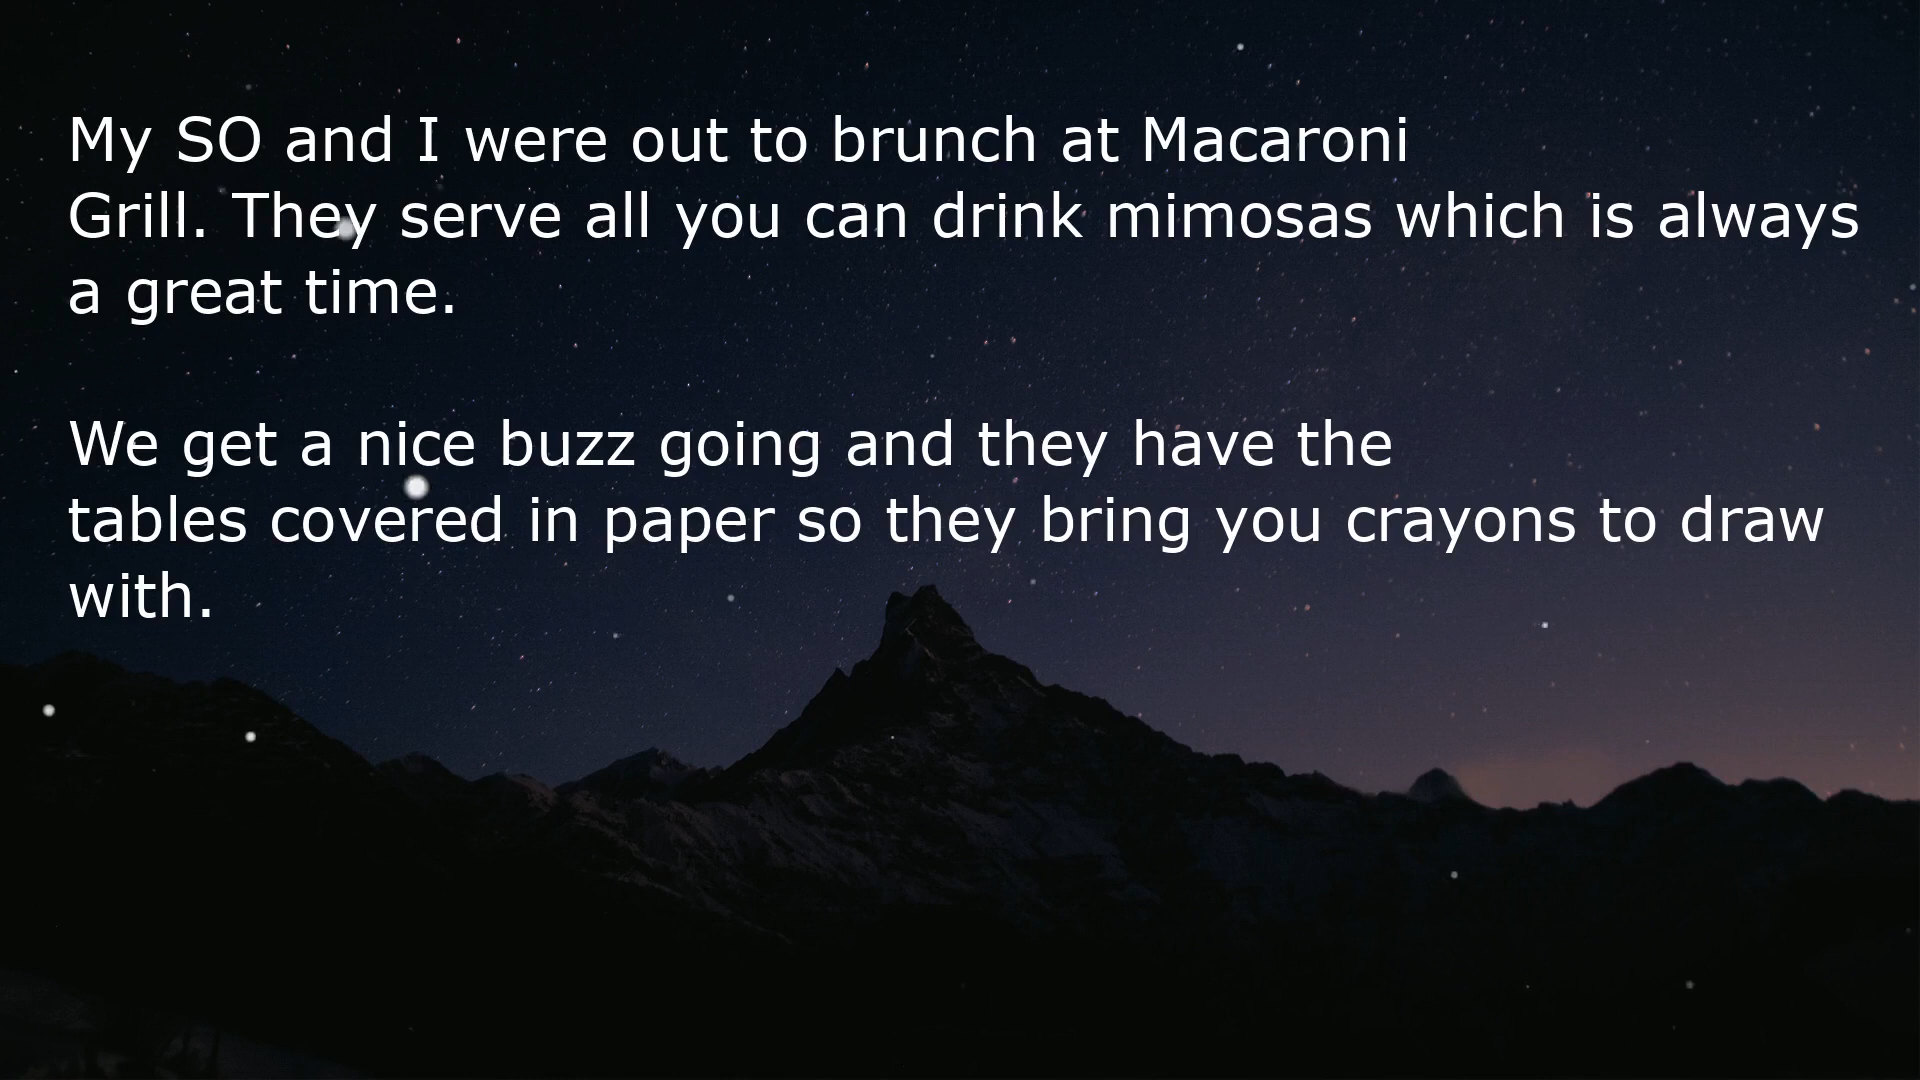 My SO and I were out to brunch at Macaroni
Grill. They serve all you can drink mimosas which is always
a great time.
We get a nice buzz going and they have the
tables covered in paper so they bring you crayons to draw
with.